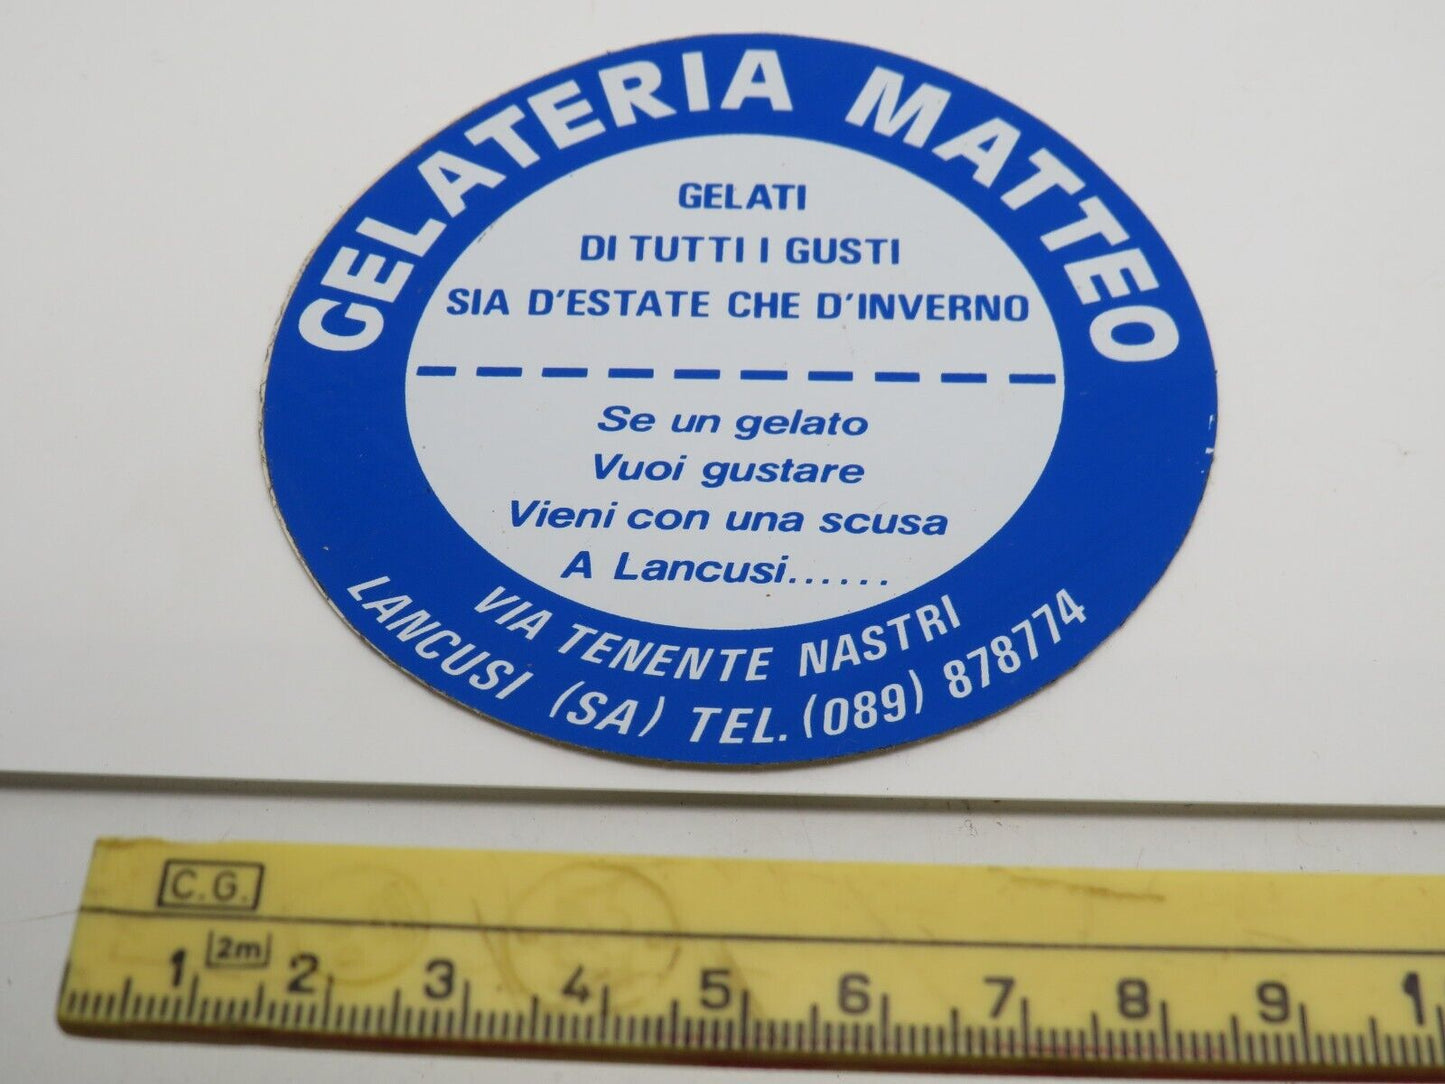 GELATERIA MATTEO
GELATI
DI TUTTI I GUSTI
SIA D'ESTATE CHE D'INVERNO
Se un gelato
Vuoi gustare
Vieni con una scusa
A Lancusi......
VIA TENENTE NASTRI
LANCUSI (SA) TEL. (089) 878774
C.G.
2m
1 2 3 4 5 6 7 8 9 1